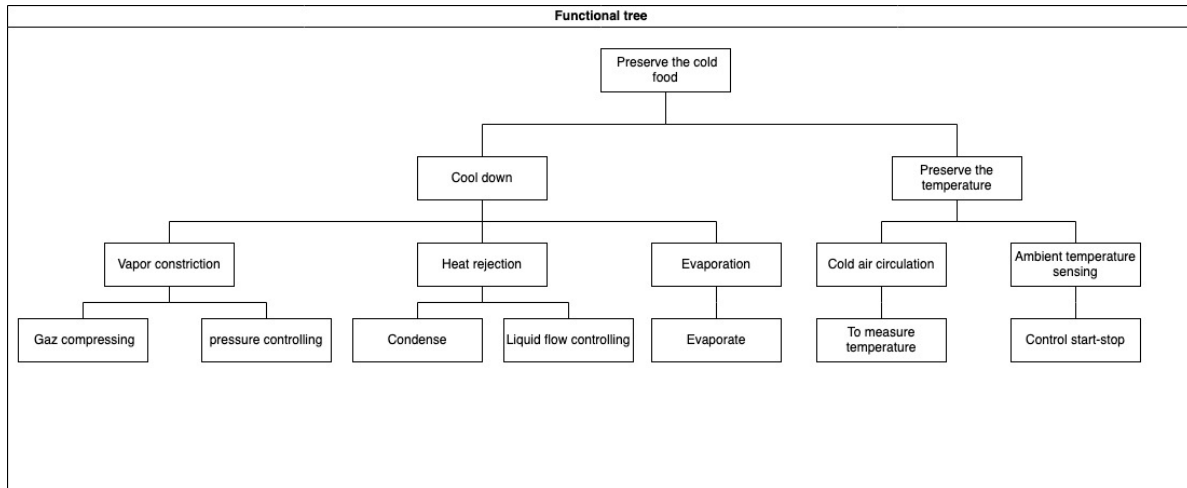 Functional tree
Preserve the cold
food
Cool down
Preserve the
temperature
Vapor constriction
Heat rejection
Evaporation
Cold air circulation
Ambient temperature
sensing
Gaz compressing
pressure controlling
Condense
Liquid flow controlling
Evaporate
To measure
temperature
Control start-stop